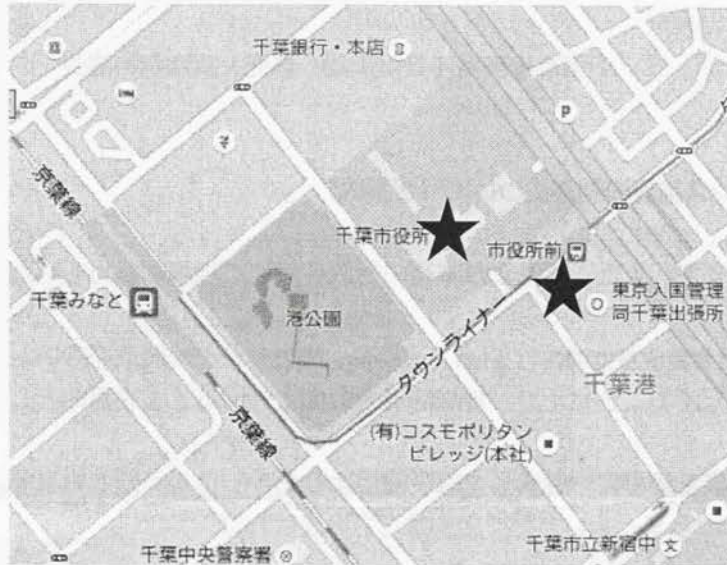 千葉銀行・本店
P
京葉線
千葉市役所
市役所前
東京入国管理
局千葉出張所
千葉みなと
港公園
タウンライナ
千葉港
京葉線
(有)コスモポリタン
ビレッジ(本社)
千葉市立新宿中 文
千葉中央警察署